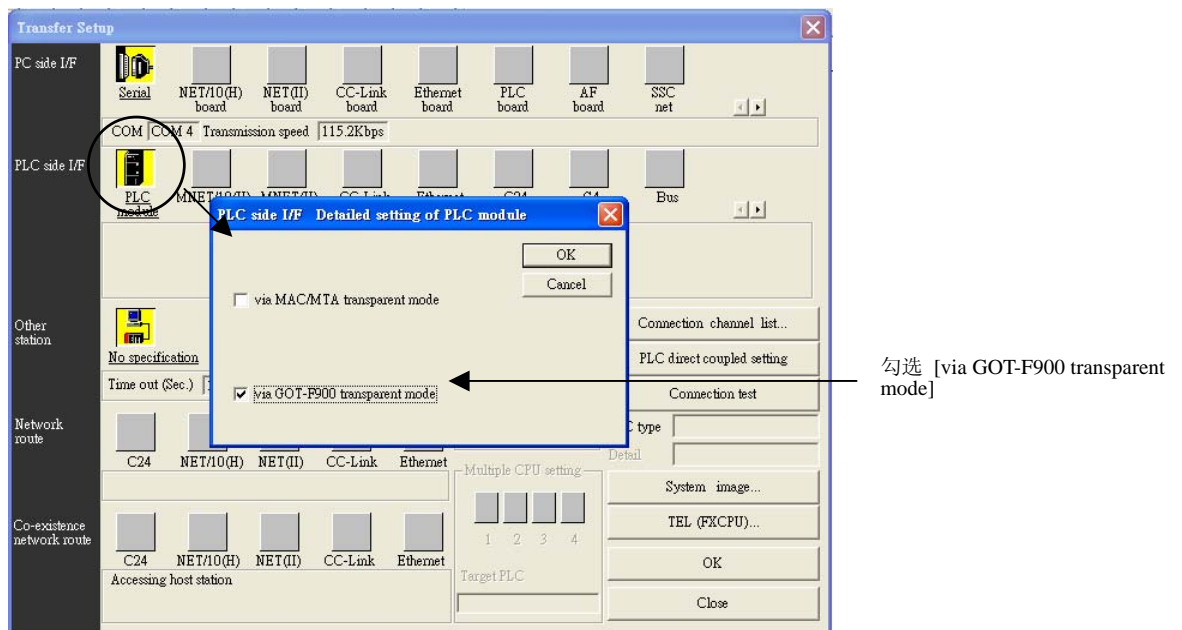 Transfer Setup
PC side I/F
Serial
NET/10(H) board
NET(II) board
CC-Link board
Ethernet board
PLC board
AF board
SSC net
COM COM 4 Transmission speed 115.2Kbps
PLC side I/F
PLC module
Bus
PLC side I/F Detailed setting of PLC module
OK
Cancel
via MAC/MTA transparent mode
via GOT-F900 transparent mode
Other station
No specification
Time out (Sec.)
Connection channel list...
PLC direct coupled setting
Connection test
type
Detail
System image...
TEL (FXCPU)...
OK
Close
Network route
C24
NET/10(H)
NET(II)
CC-Link
Ethernet
Multiple CPU setting
1 2 3 4
Target PLC
Co-existence network route
C24
NET/10(H)
NET(II)
CC-Link
Ethernet
Accessing host station
勾选 [via GOT-F900 transparent
mode]